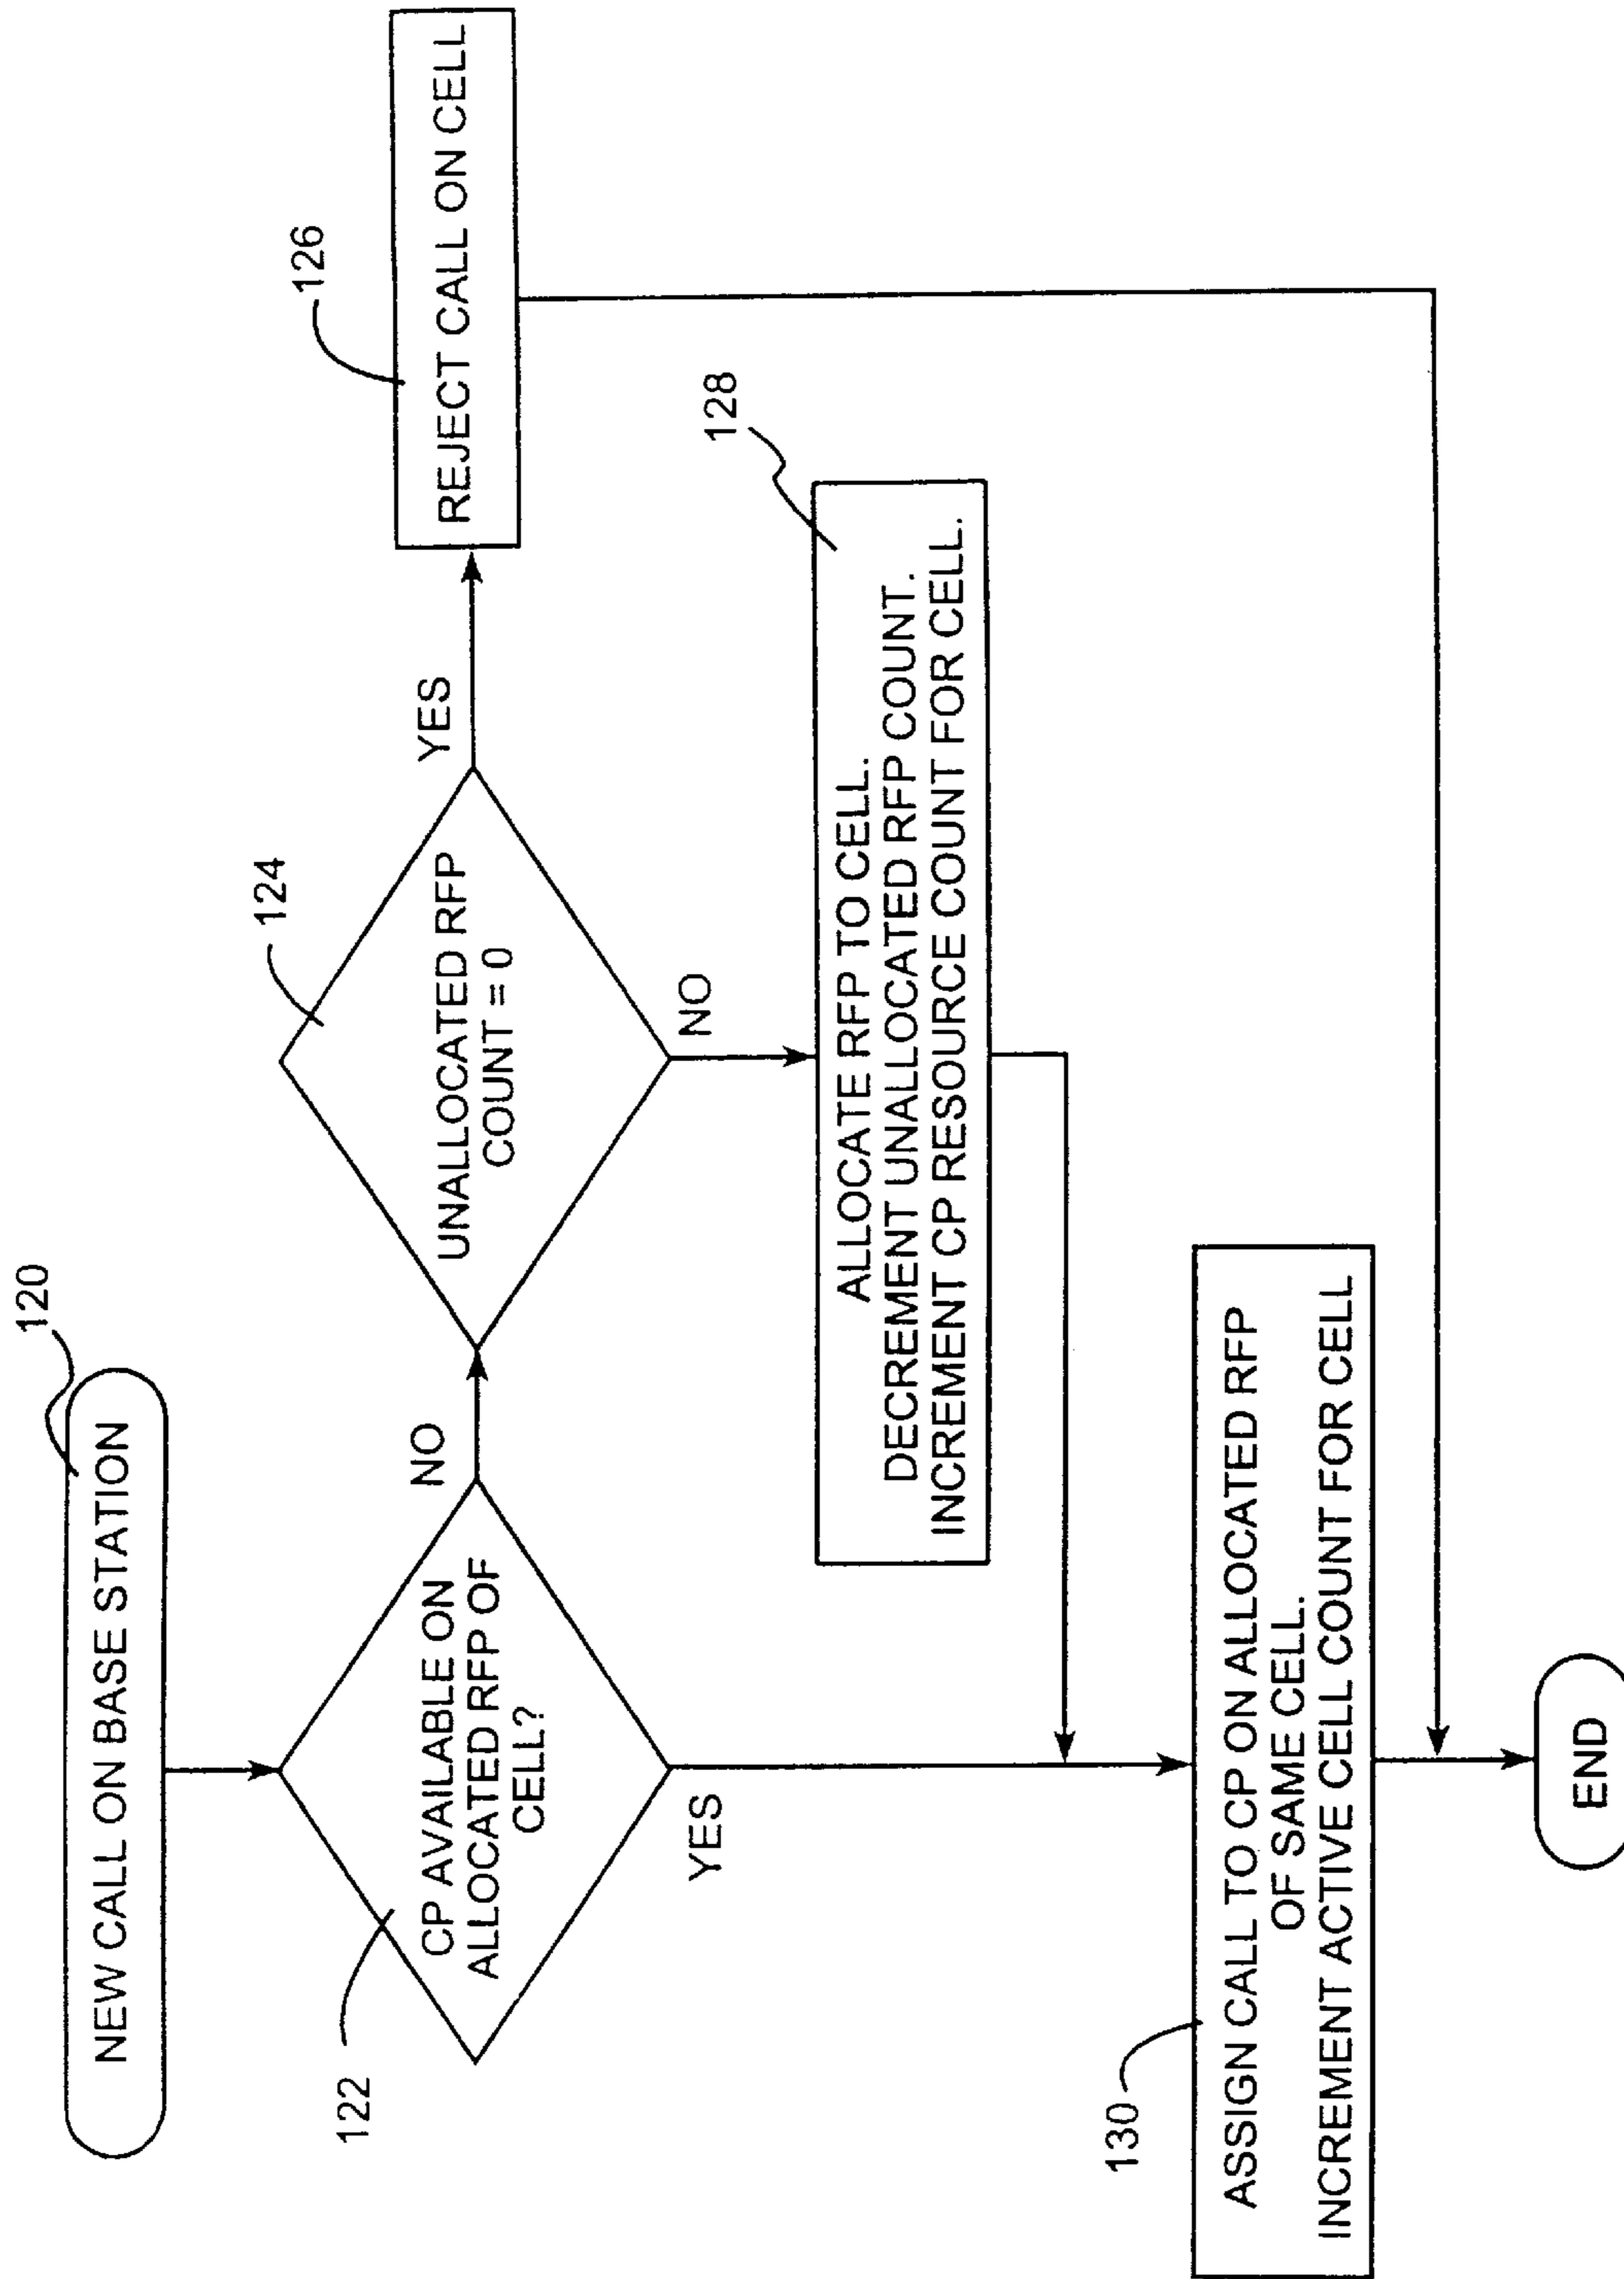 120
NEW CALL ON BASE STATION
122
CP AVAILABLE ON
ALLOCATED RFP OF
CELL?
NO
YES
124
UNALLOCATED RFP
COUNT = 0
YES
NO
126
REJECT CALL ON CELL
128
ALLOCATE RFP TO CELL.
DECREMENT UNALLOCATED RFP COUNT.
INCREMENT CP RESOURCE COUNT FOR CELL.
130
ASSIGN CALL TO CP ON ALLOCATED RFP
OF SAME CELL.
INCREMENT ACTIVE CELL COUNT FOR CELL
END